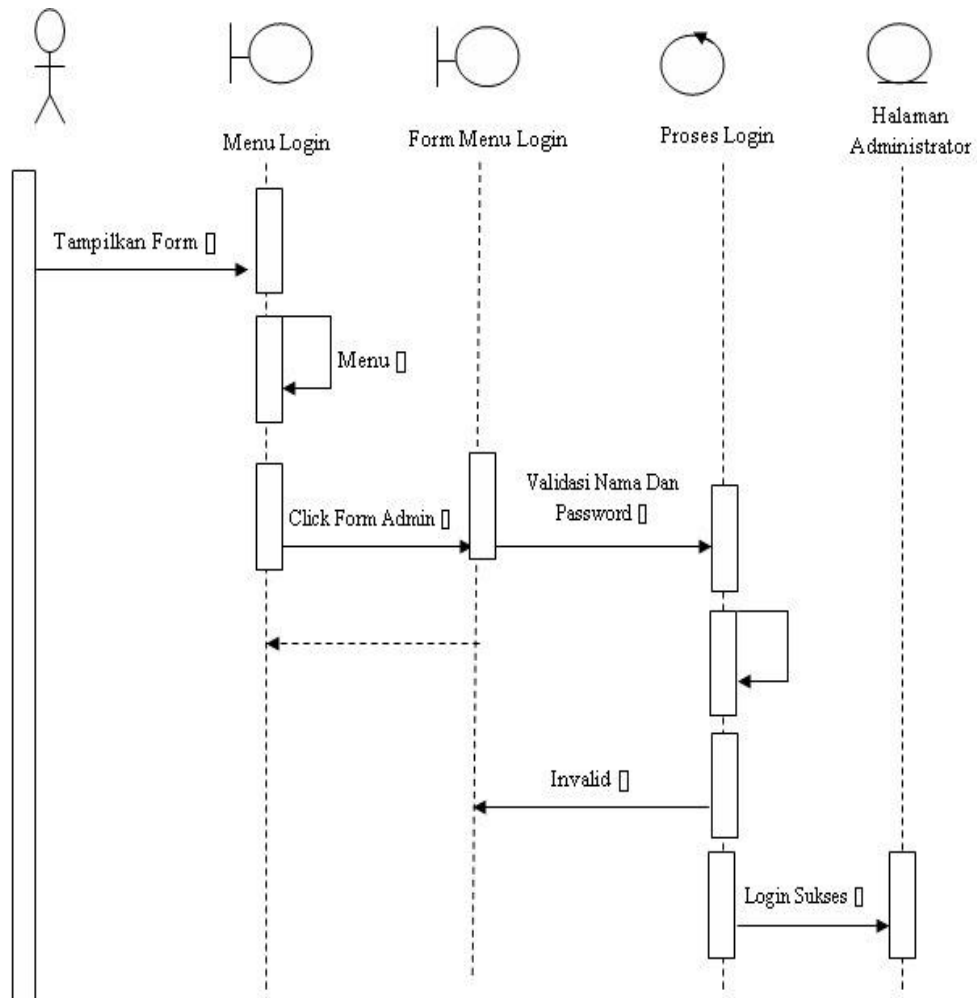 Menu Login
Form Menu Login
Proses Login
Halaman
Administrator
Tampilkan Form []
Menu []
Click Form Admin []
Validasi Nama Dan
Password []
Invalid []
Login Sukses []